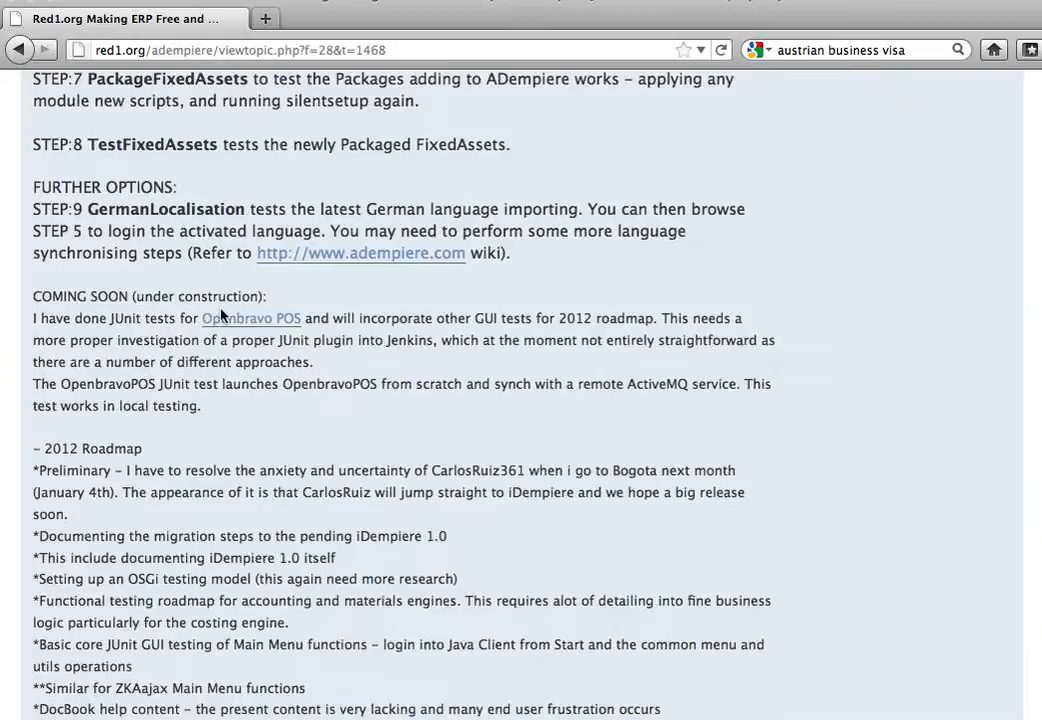 Red1.org Making ERP Free and ...
red1.org/adempiere/viewtopic.php?f=28&t=1468
austrian business visa
STEP:7 PackageFixedAssets to test the Packages adding to ADempiere works - applying any
module new scripts, and running silentsetup again.
STEP:8 TestFixedAssets tests the newly Packaged FixedAssets.
FURTHER OPTIONS:
STEP:9 GermanLocalisation tests the latest German language importing. You can then browse
STEP 5 to login the activated language. You may need to perform some more language
synchronising steps (Refer to http://www.adempiere.com wiki).
COMING SOON (under construction):
I have done JUnit tests for Openbravo POS and will incorporate other GUI tests for 2012 roadmap. This needs a
more proper investigation of a proper JUnit plugin into Jenkins, which at the moment not entirely straightforward as
there are a number of different approaches.
The OpenbravoPOS JUnit test launches OpenbravoPOS from scratch and synch with a remote ActiveMQ service. This
test works in local testing.
- 2012 Roadmap
*Preliminary - I have to resolve the anxiety and uncertainty of CarlosRuiz361 when i go to Bogota next month
(January 4th). The appearance of it is that CarlosRuiz will jump straight to iDempiere and we hope a big release
soon.
*Documenting the migration steps to the pending iDempiere 1.0
*This include documenting iDempiere 1.0 itself
*Setting up an OSGi testing model (this again need more research)
*Functional testing roadmap for accounting and materials engines. This requires alot of detailing into fine business
logic particularly for the costing engine.
*Basic core JUnit GUI testing of Main Menu functions - login into Java Client from Start and the common menu and
utils operations
**Similar for ZKAajax Main Menu functions
*DocBook help content - the present content is very lacking and many end user frustration occurs